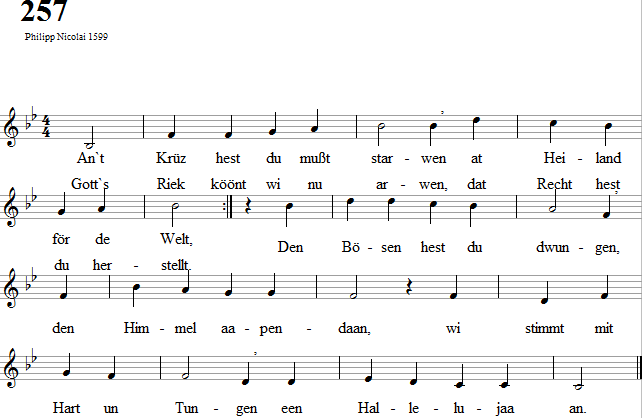 257
Philipp Nicolai 1599
An`t Krüz hest du mußt star - wen at Hei - land
Gott`s Riek köönt wi nu ar - wen, dat Recht hest
för de Welt, Den Bö - sen hest du dwun - gen,
du her - stellt.
den Him - mel aa - pen - daan, wi stimmt mit
Hart un Tun - gen een Hal - le - lu - jaa an.